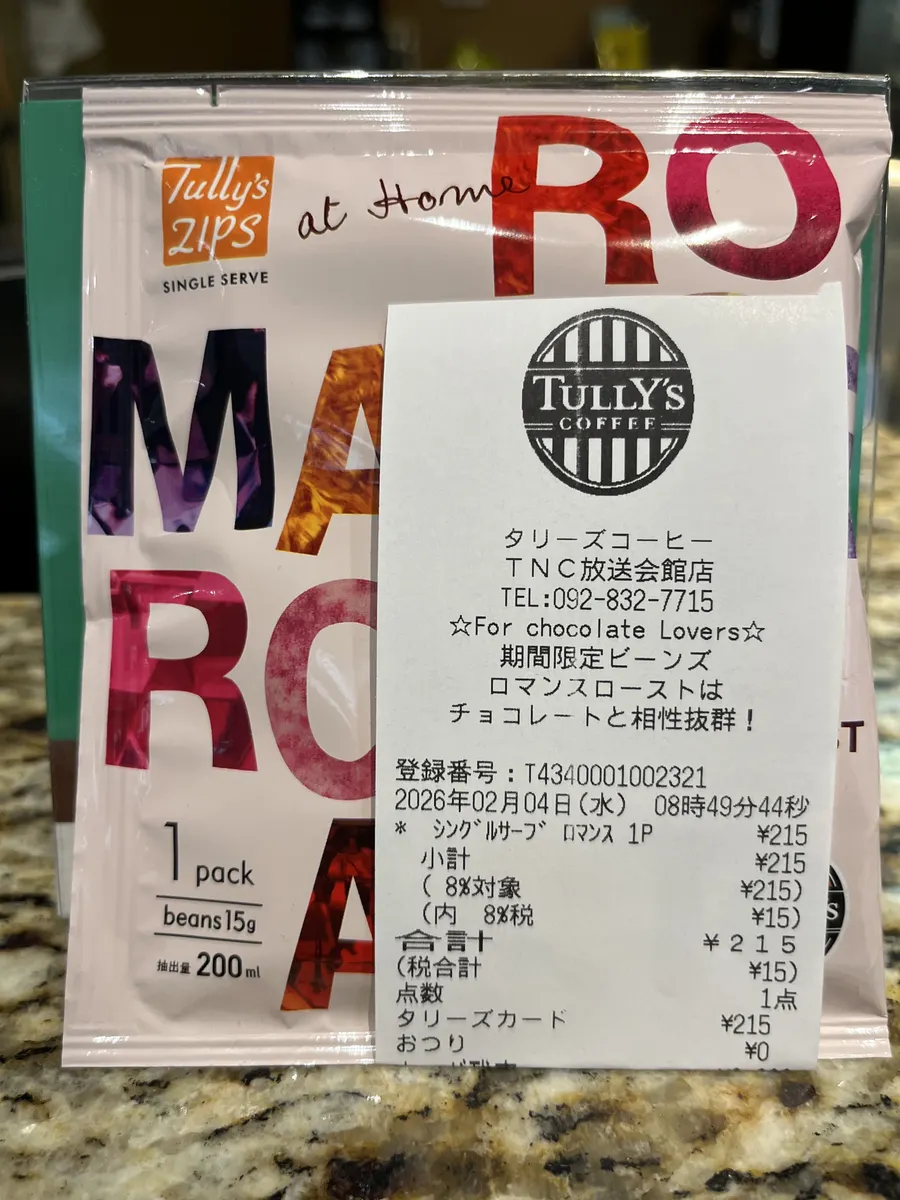 Tully's
ZIPS
SINGLE SERVE
at Home
RO
MA
RO
A
1 pack
beans15g
抽出量 200ml
TULLY'S
COFFEE
タリーズコーヒー
TNC放送会館店
TEL:092-832-7715
☆For chocolate Lovers☆
期間限定ビーンズ
ロマンスローストは
チョコレートと相性抜群!
登録番号:T4340001002321
2026年02月04日(水) 08時49分44秒
* シングルサーブ ロマンス 1P ¥215
小計 ¥215
( 8%対象 ¥215)
(内 8%税 ¥15)
合計 ¥215
(税合計 ¥15)
点数 1点
タリーズカード ¥215
おつり ¥0